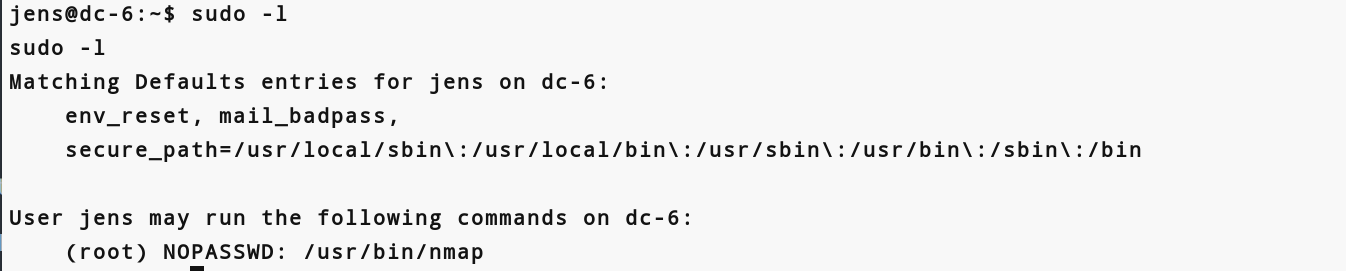 jens@dc-6:~$ sudo -l
sudo -l
Matching Defaults entries for jens on dc-6:
    env_reset, mail_badpass,
    secure_path=/usr/local/sbin\:/usr/local/bin\:/usr/sbin\:/usr/bin\:/sbin\:/bin

User jens may run the following commands on dc-6:
    (root) NOPASSWD: /usr/bin/nmap